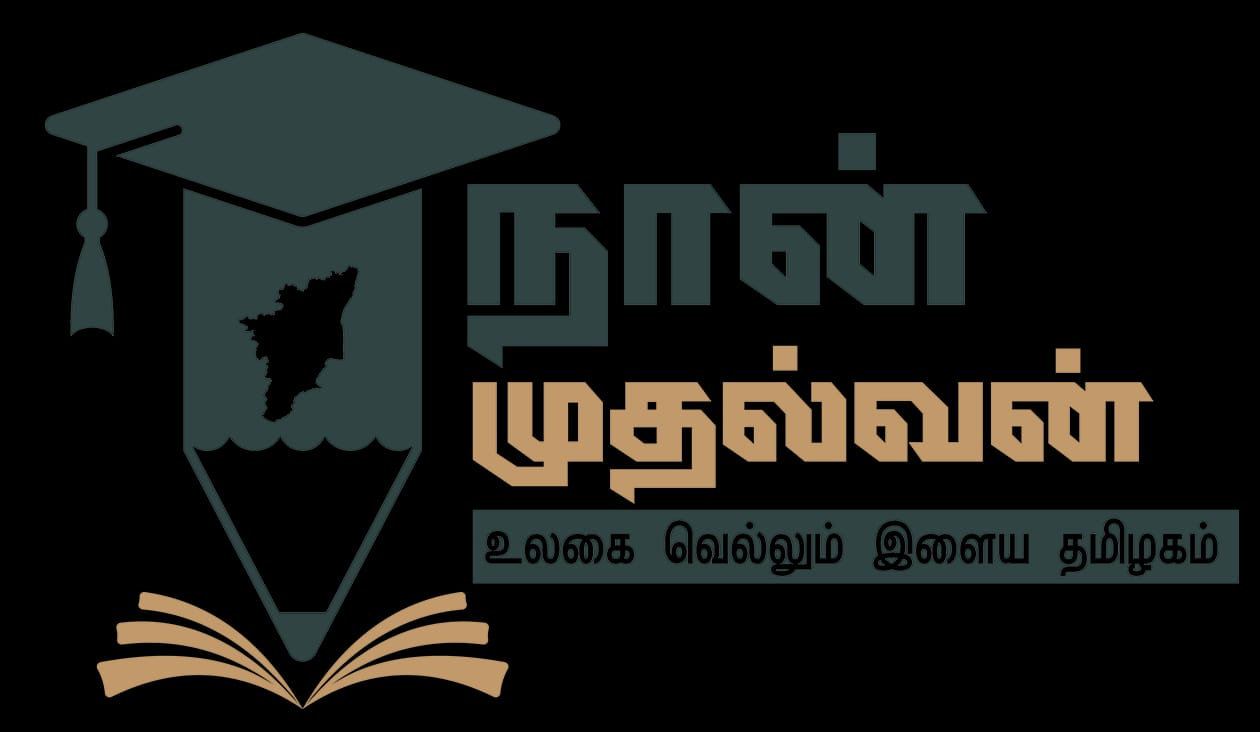 நான்
முதல்வன்
உலகை வெல்லும் இளைய தமிழகம்